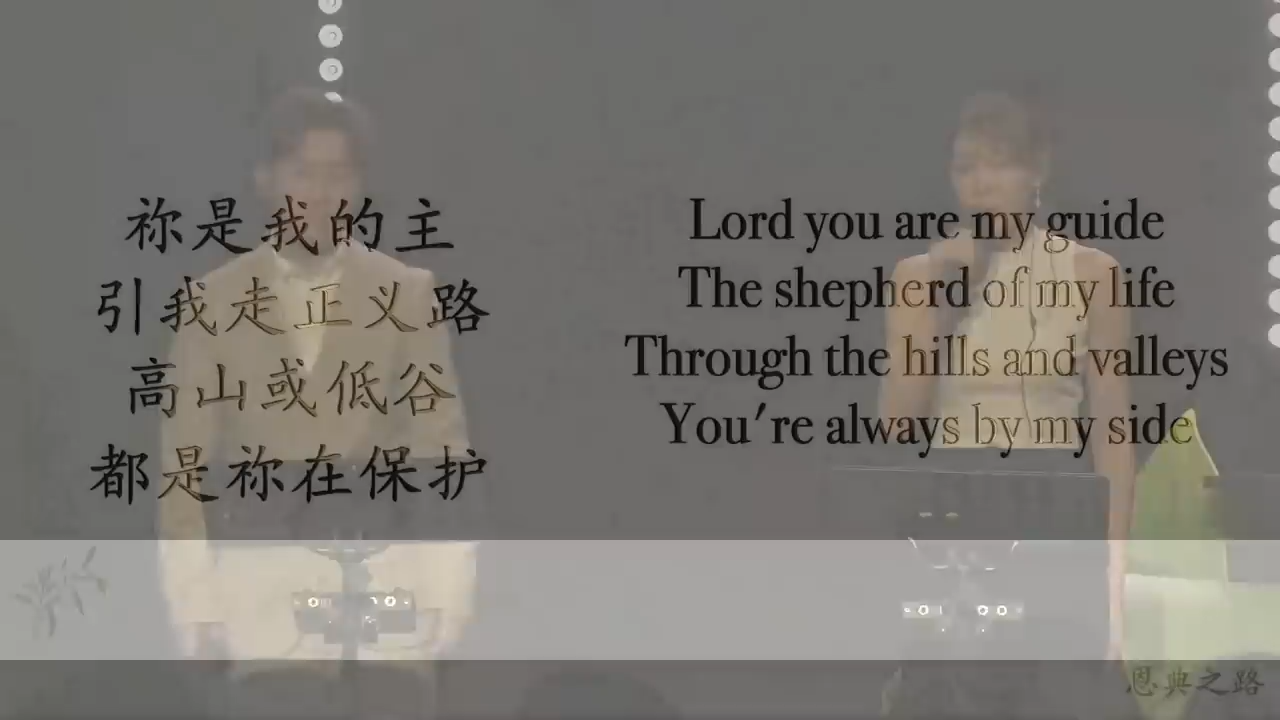 祢是我的主
引我走正义路
高山或低谷
都是祢在保护
Lord you are my guide
The shepherd of my life
Through the hills and valleys
You're always by my side
恩典之路